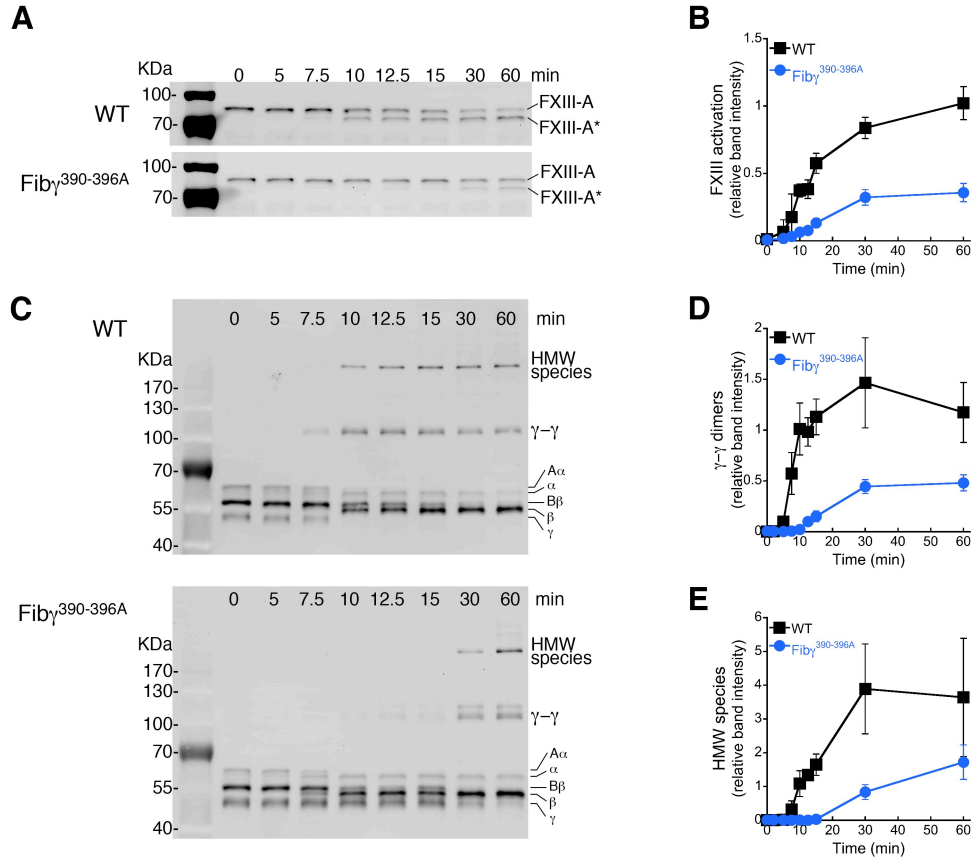 A
KDa 0 5 7.5 10 12.5 15 30 60 min
WT
100-
70-
FXIII-A
FXIII-A*
Fibγ390-396A
100-
70-
FXIII-A
FXIII-A*
B
FXIII activation
(relative band intensity)
1.5
1
0.5
0
WT
Fibγ390-396A
0 10 20 30 40 50 60
Time (min)
C
WT
0 5 7.5 10 12.5 15 30 60 min
KDa
170-
130-
100-
70-
55-
40-
HMW
species
γ–γ
Aα
α
Bβ
β
γ
D
γ–γ dimers
(relative band intensity)
2
1.5
1
0.5
0
WT
Fibγ390-396A
0 10 20 30 40 50 60
Time (min)
Fibγ390-396A
0 5 7.5 10 12.5 15 30 60 min
KDa
170-
130-
100-
70-
55-
40-
HMW
species
γ–γ
Aα
α
Bβ
β
γ
E
HMW species
(relative band intensity)
6
5
4
3
2
1
0
WT
Fibγ390-396A
0 10 20 30 40 50 60
Time (min)